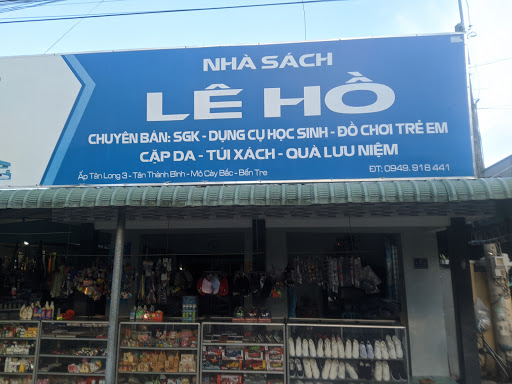 NHÀ SÁCH
LÊ HỒ
CHUYÊN BÁN: SGK - DỤNG CỤ HỌC SINH - ĐỒ CHƠI TRẺ EM
CẶP DA - TÚI XÁCH - QUÀ LƯU NIỆM
Ấp Tân Long 3 - Tân Thành Bình - Mỏ Cày Bắc - Bến Tre
ĐT: 0949. 918 441